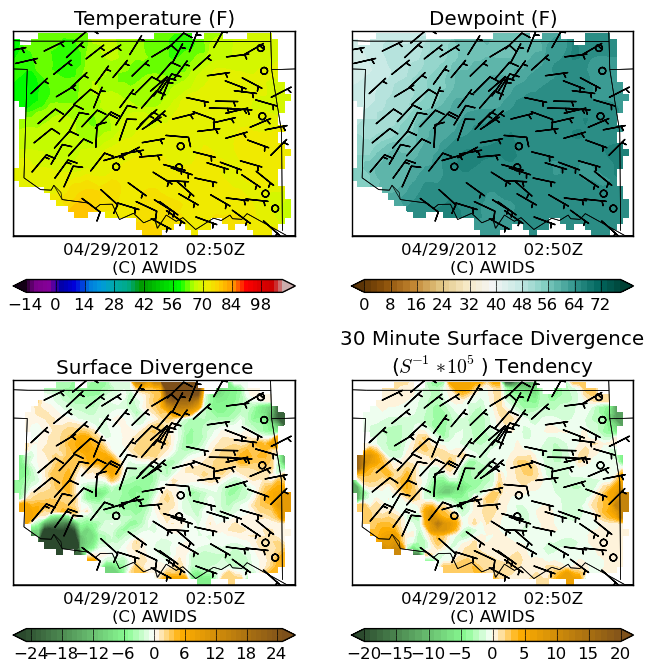 Temperature (F)
Dewpoint (F)
04/29/2012 02:50Z
(C) AWIDS
04/29/2012 02:50Z
(C) AWIDS
−14 0 14 28 42 56 70 84 98
0 8 16 24 32 40 48 56 64 72
Surface Divergence
30 Minute Surface Divergence
(S⁻¹ *10⁵ ) Tendency
04/29/2012 02:50Z
(C) AWIDS
04/29/2012 02:50Z
(C) AWIDS
−24 −18 −12 −6 0 6 12 18 24
−20 −15 −10 −5 0 5 10 15 20